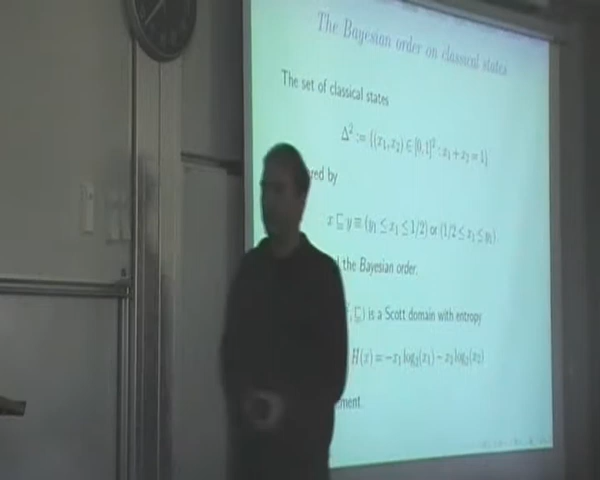 The Bayesian order on classical states
The set of classical states
Δ² := {(x₁, x₂) ∈ [0,1]² : x₁ + x₂ = 1}
by
x ⊑ y ≡ (y₁ ≤ x₁ ≤ 1/2) or (1/2 ≤ x₁ ≤ y₁)
the Bayesian order.
, ⊑) is a Scott domain with entropy
H(x) = −x₁ log₂(x₁) − x₂ log₂(x₂)